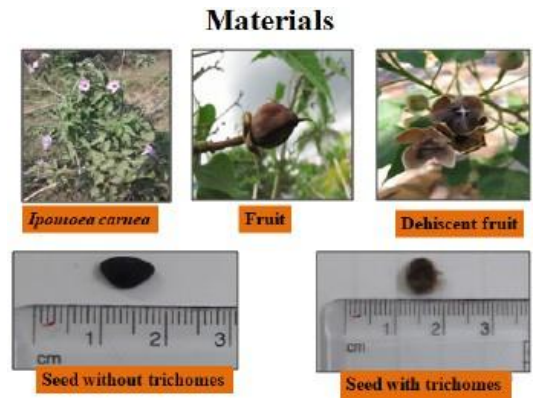 Materials
Ipomoea carnea
Fruit
Dehiscent fruit
1 2 3
cm
Seed without trichomes
1 2 3
cm
Seed with trichomes